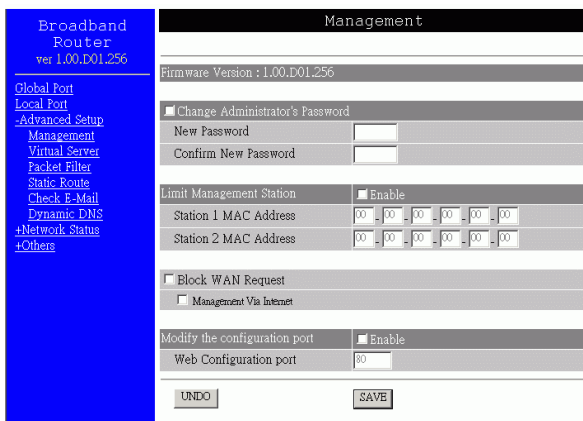 Broadband
Router
ver 1.00.D01.256
Global Port
Local Port
-Advanced Setup
Management
Virtual Server
Packet Filter
Static Route
Check E-Mail
Dynamic DNS
+Network Status
+Others
Management
Firmware Version : 1.00.D01.256
Change Administrator's Password
New Password
Confirm New Password
Limit Management Station Enable
Station 1 MAC Address 00 - 00 - 00 - 00 - 00 - 00
Station 2 MAC Address 00 - 00 - 00 - 00 - 00 - 00
Block WAN Request
Management Via Internet
Modify the configuration port Enable
Web Configuration port 80
UNDO SAVE